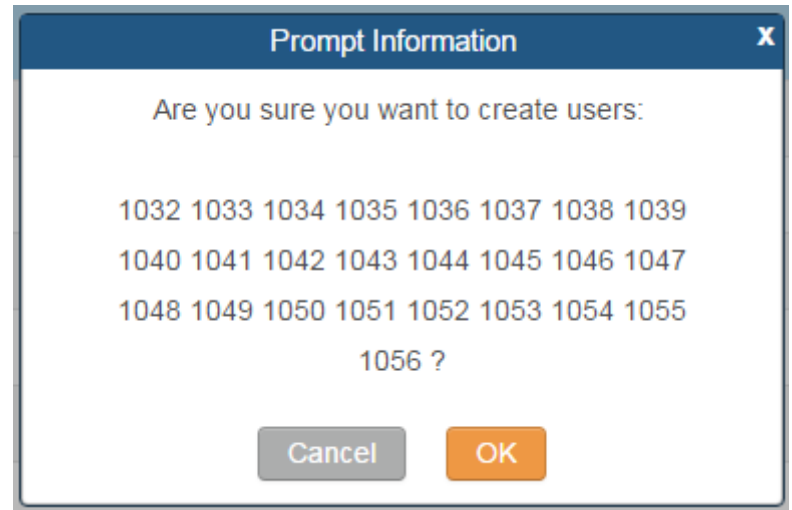 Prompt Information X
Are you sure you want to create users:
1032 1033 1034 1035 1036 1037 1038 1039
1040 1041 1042 1043 1044 1045 1046 1047
1048 1049 1050 1051 1052 1053 1054 1055
1056 ?
Cancel OK